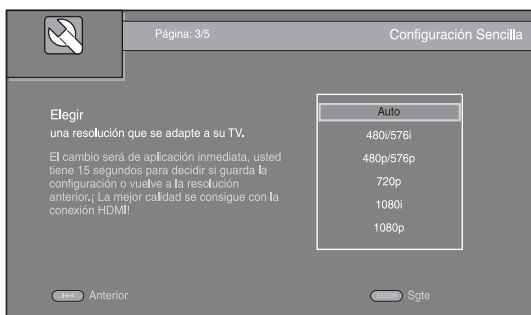 Página: 3/5
Configuración Sencilla
Elegir
una resolución que se adapte a su TV.
El cambio será de aplicación inmediata, usted
tiene 15 segundos para decidir si guarda la
configuración o vuelve a la resolución
anterior.¡ La mejor calidad se consigue con la
conexión HDMI!
Auto
480i/576i
480p/576p
720p
1080i
1080p
Anterior
ENTER Sgte